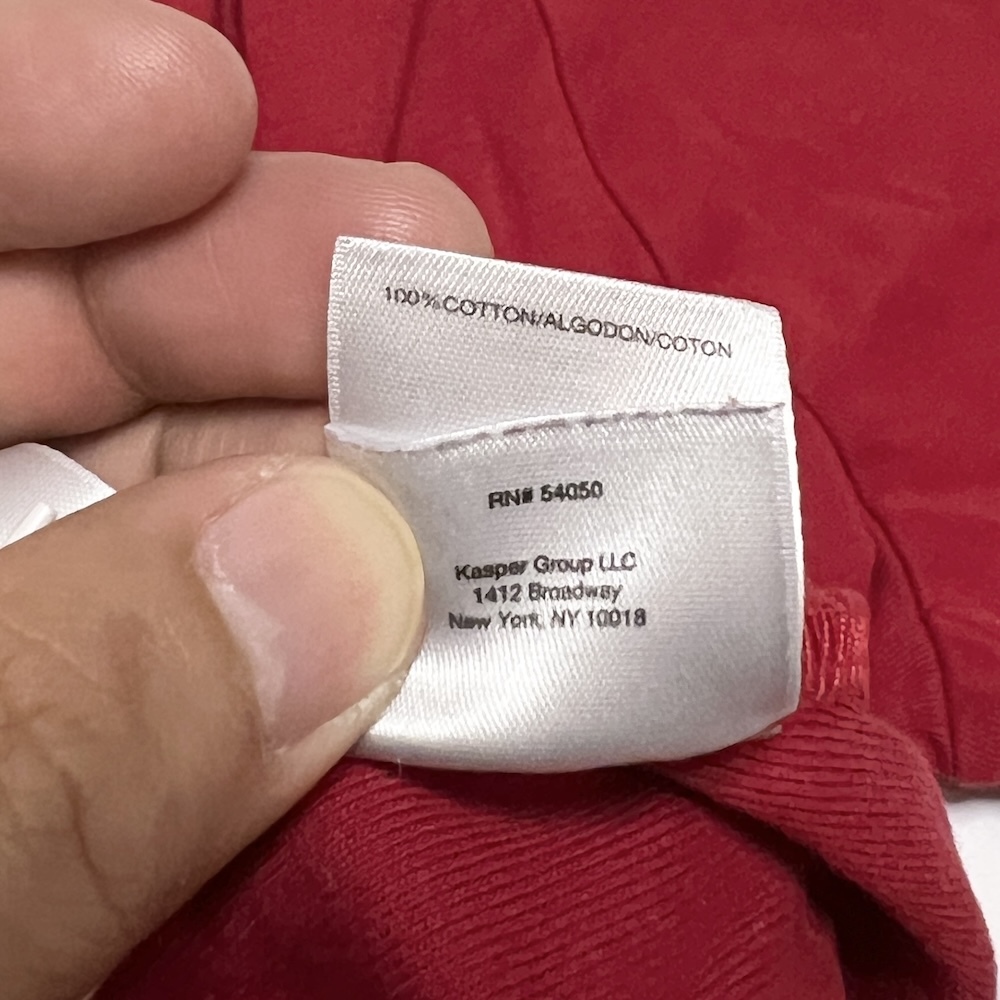 100% COTTON/ALGODON/COTON
RN# 54050
Kasper Group LLC
1412 Broadway
New York, NY 10018